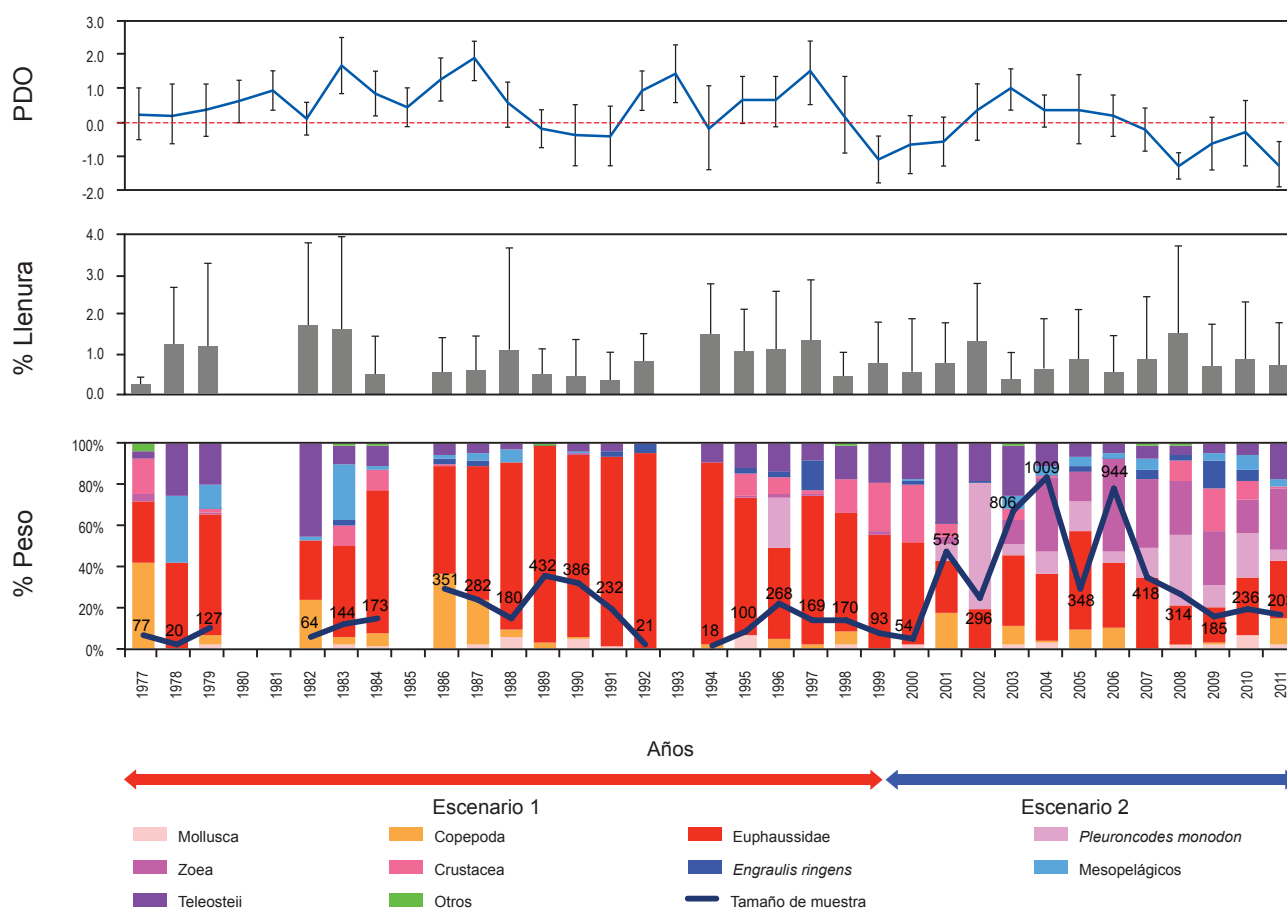 PDO
3.0
2.0
1.0
0.0
-1.0
-2.0
% Llenura
4.0
3.0
2.0
1.0
0.0
% Peso
100%
80%
60%
40%
20%
0%
77 20 127 64 144 173 351 282 180 432 386 232 21 18 100 268 169 170 93 54 573 296 806 1009 348 944 418 314 185 236
1977 1978 1979 1980 1981 1982 1983 1984 1985 1986 1987 1988 1989 1990 1991 1992 1993 1994 1995 1996 1997 1998 1999 2000 2001 2002 2003 2004 2005 2006 2007 2008 2009 2010 2011
Años
Escenario 1 Escenario 2
Mollusca Copepoda Euphaussidae Pleuroncodes monodon
Zoea Crustacea Engraulis ringens Mesopelágicos
Teleosteii Otros Tamaño de muestra